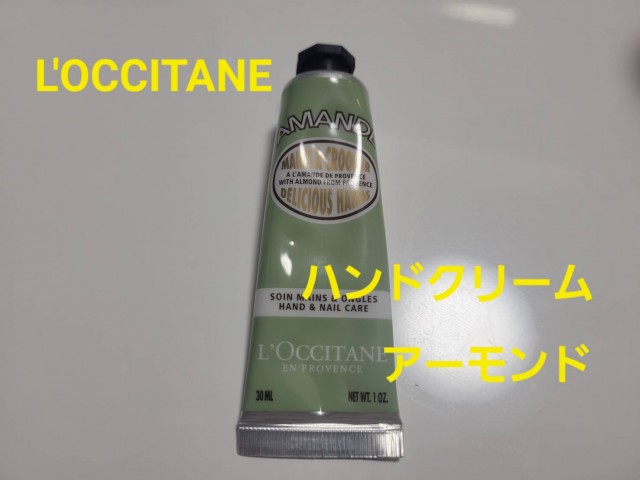 L'OCCITANE
AMANDE
MAINS À CROQUER
A L'AMANDE DE PROVENCE
WITH ALMOND FROM PROVENCE
DELICIOUS HANDS
ハンドクリーム
SOIN MAINS & ONGLES
HAND & NAIL CARE
アーモンド
L'OCCITANE
EN PROVENCE
30 ML
NET WT. 1 OZ.